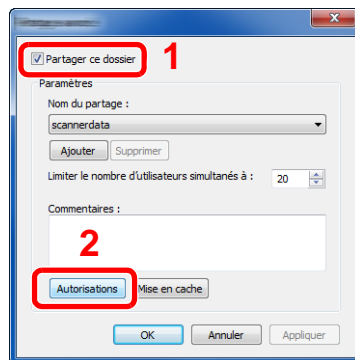 Partager ce dossier
1
Paramètres
Nom du partage :
scannerdata
Ajouter Supprimer
Limiter le nombre d'utilisateurs simultanés à : 20
Commentaires :
2
Autorisations Mise en cache
OK Annuler Appliquer